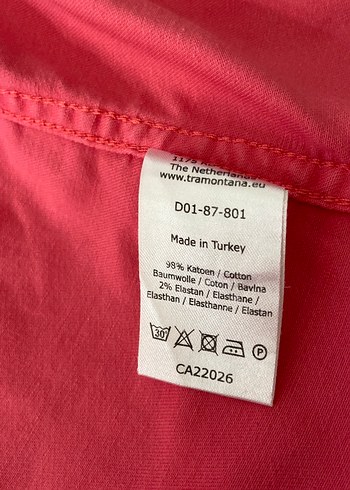 The Netherlands
www.tramontana.eu
D01-87-801
Made in Turkey
98% Katoen / Cotton
Baumwolle / Coton / Bavlna
2% Elastan / Elasthane /
Elasthan / Elasthanne / Elastan
30°
P
CA22026